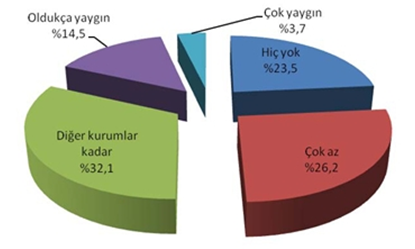 Oldukça yaygın
%14,5
Çok yaygın
%3,7
Hiç yok
%23,5
Diğer kurumlar
kadar
%32,1
Çok az
%26,2